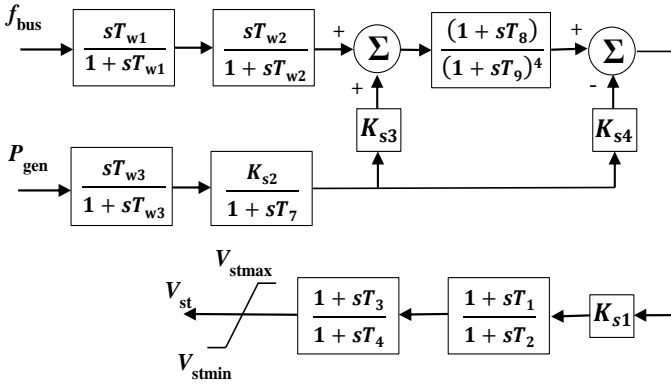 f_bus
sT_w1 / 1 + sT_w1
sT_w2 / 1 + sT_w2
+
+
Σ
(1 + sT_8) / (1 + sT_9)^4
+
-
Σ
K_s3
K_s4
P_gen
sT_w3 / 1 + sT_w3
K_s2 / 1 + sT_7
V_stmax
V_st
V_stmin
1 + sT_3 / 1 + sT_4
1 + sT_1 / 1 + sT_2
K_s1